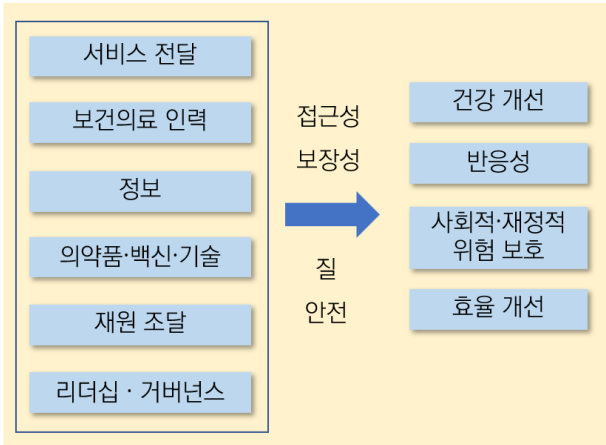 서비스 전달
보건의료 인력
정보
의약품·백신·기술
재원 조달
리더십 · 거버넌스
접근성
보장성
질
안전
건강 개선
반응성
사회적·재정적
위험 보호
효율 개선